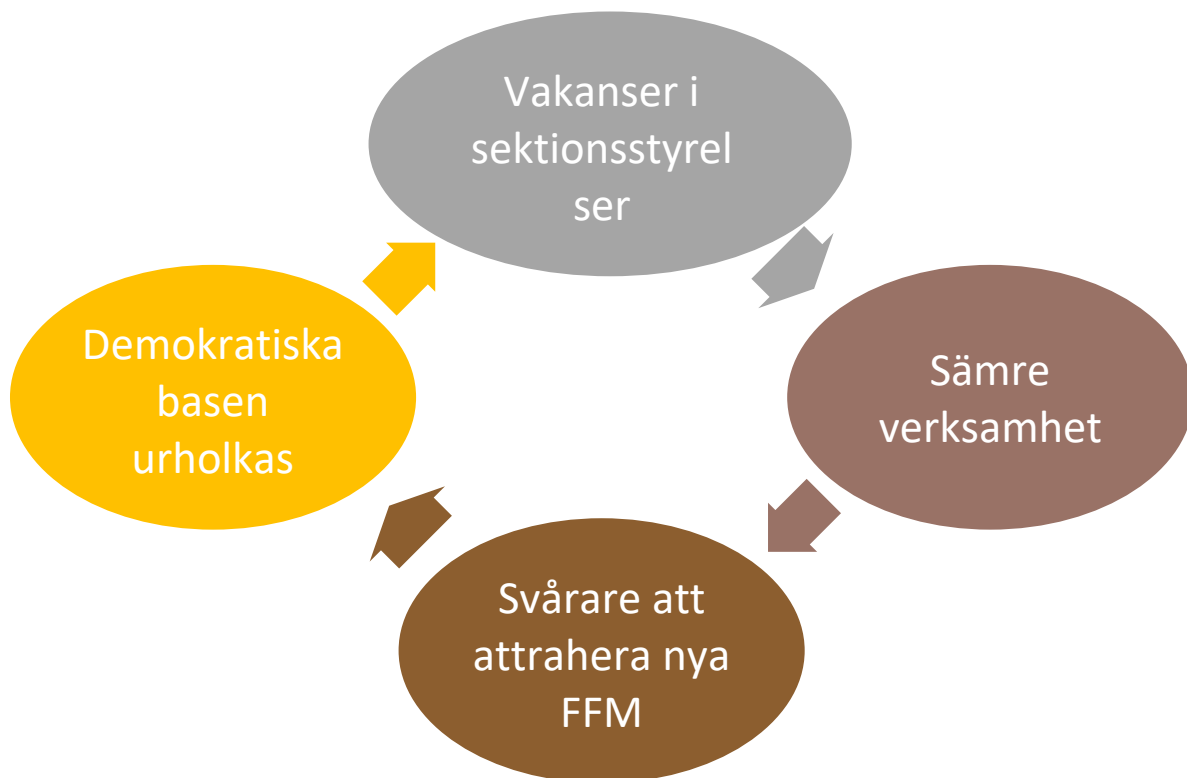 Vakanser i
sektionsstyrel
ser
Sämre
verksamhet
Svårare att
attrahera nya
FFM
Demokratiska
basen
urholkas